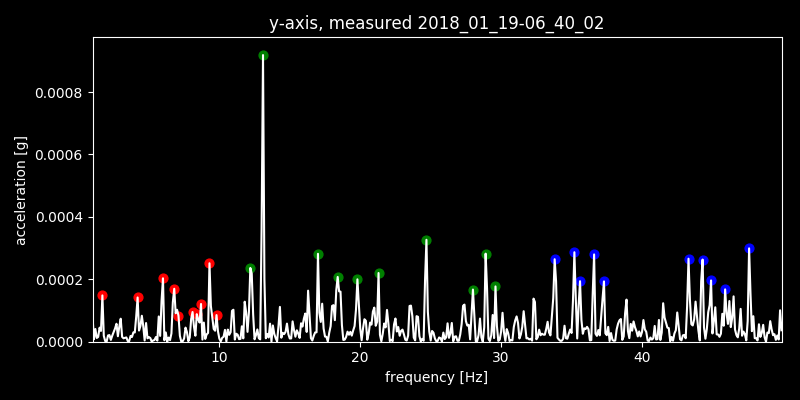 y-axis, measured 2018_01_19-06_40_02
acceleration [g]
0.0008
0.0006
0.0004
0.0002
0.0000
10 20 30 40
frequency [Hz]